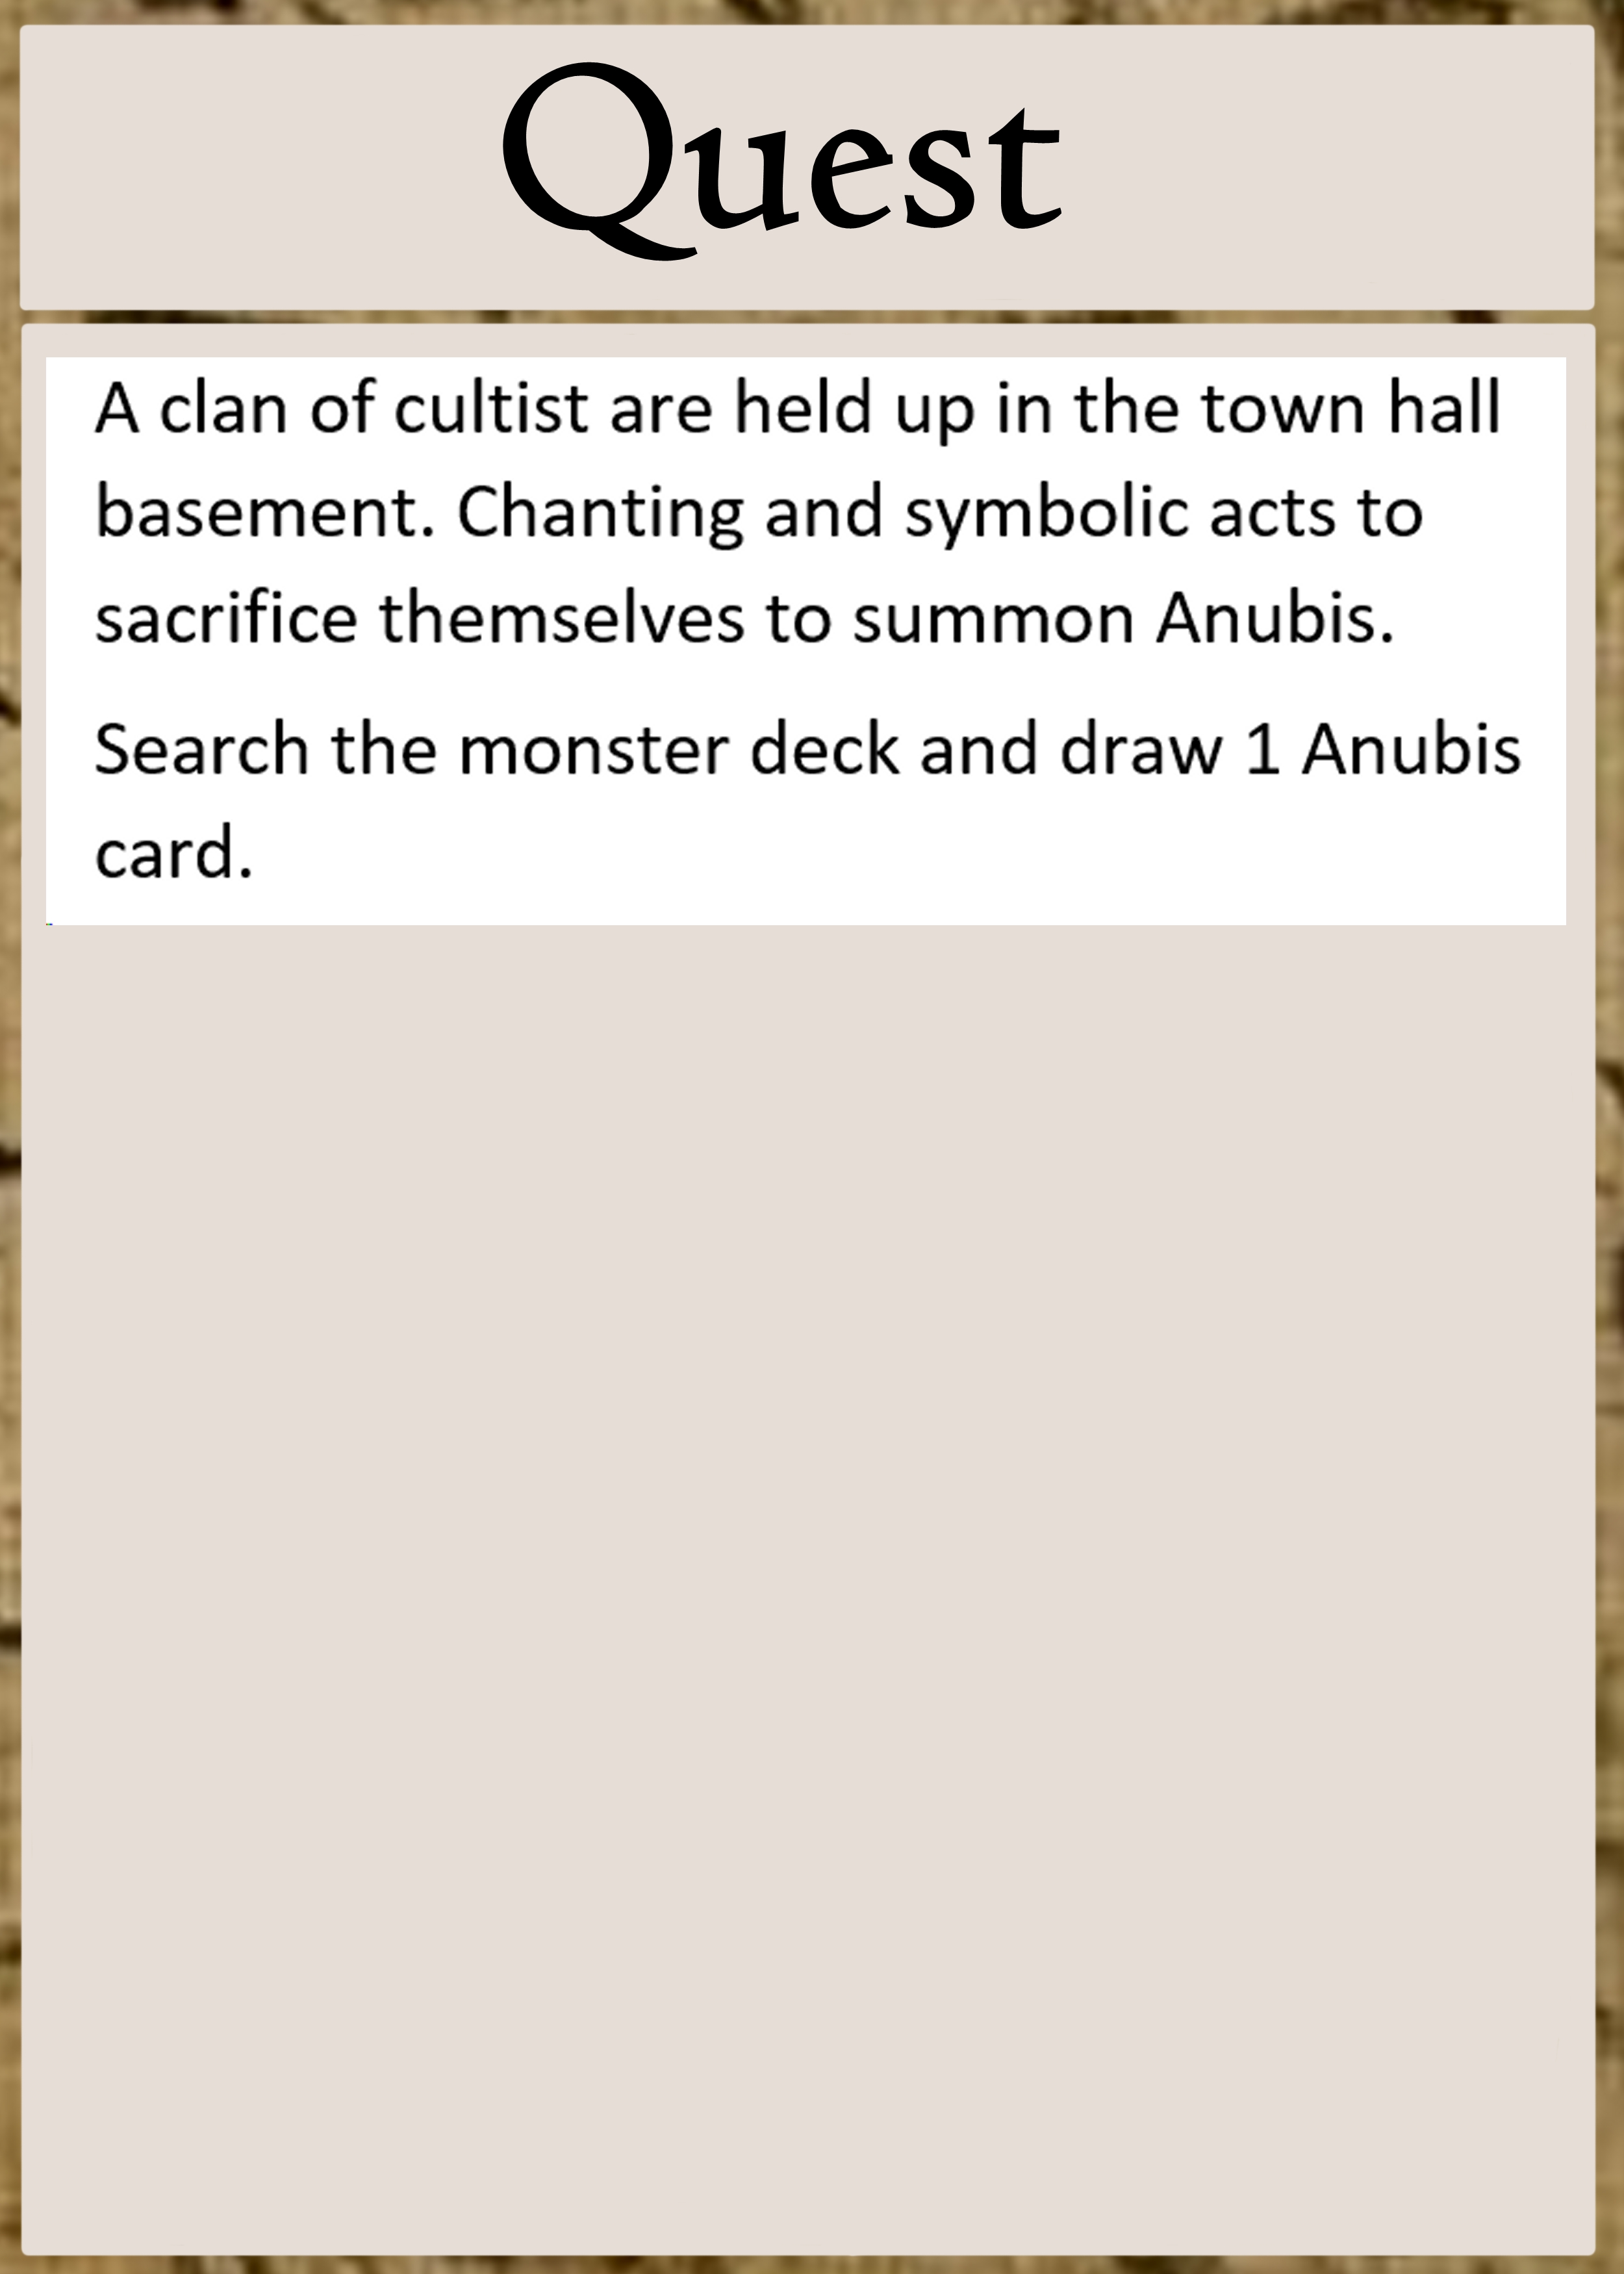 Quest
A clan of cultist are held up in the town hall
basement. Chanting and symbolic acts to
sacrifice themselves to summon Anubis.
Search the monster deck and draw 1 Anubis
card.